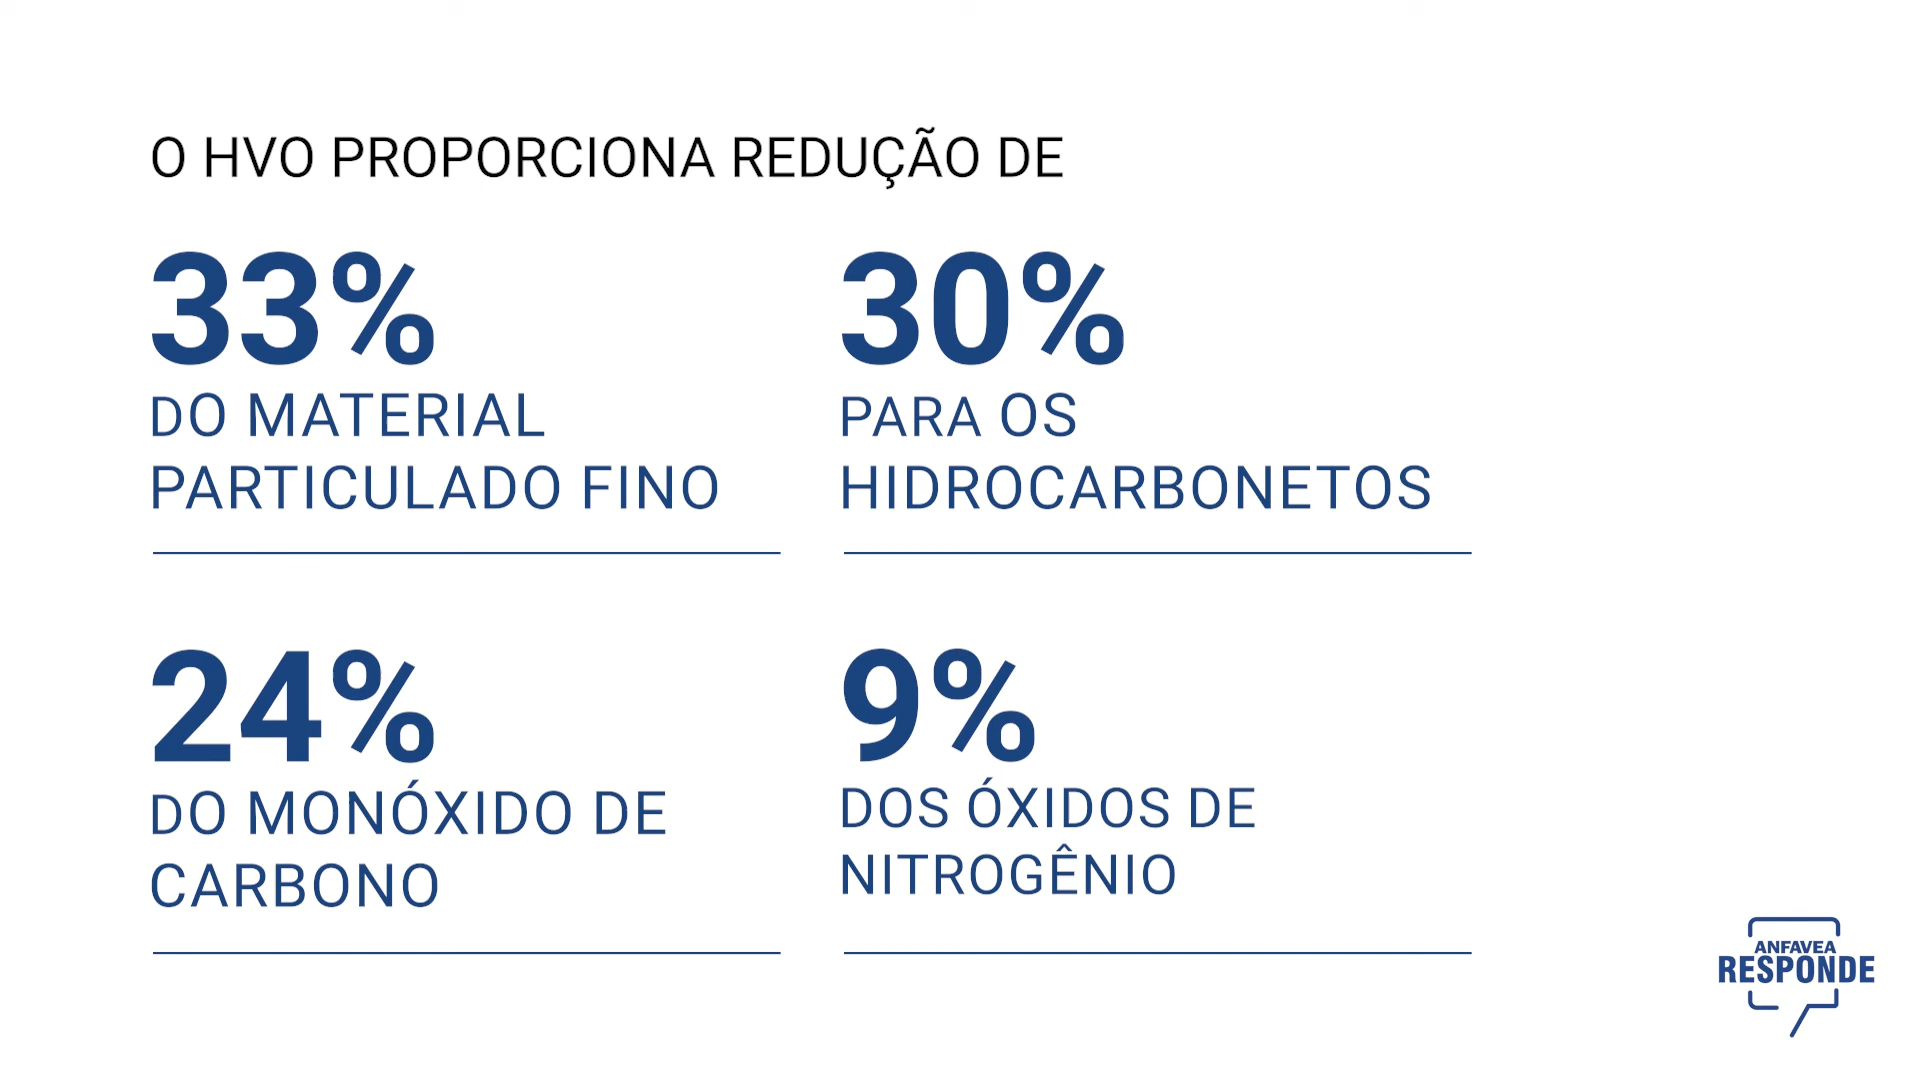 O HVO PROPORCIONA REDUÇÃO DE
33%
DO MATERIAL
PARTICULADO FINO
30%
PARA OS
HIDROCARBONETOS
24%
DO MONÓXIDO DE
CARBONO
9%
DOS ÓXIDOS DE
NITROGÊNIO
ANFAVEA
RESPONDE